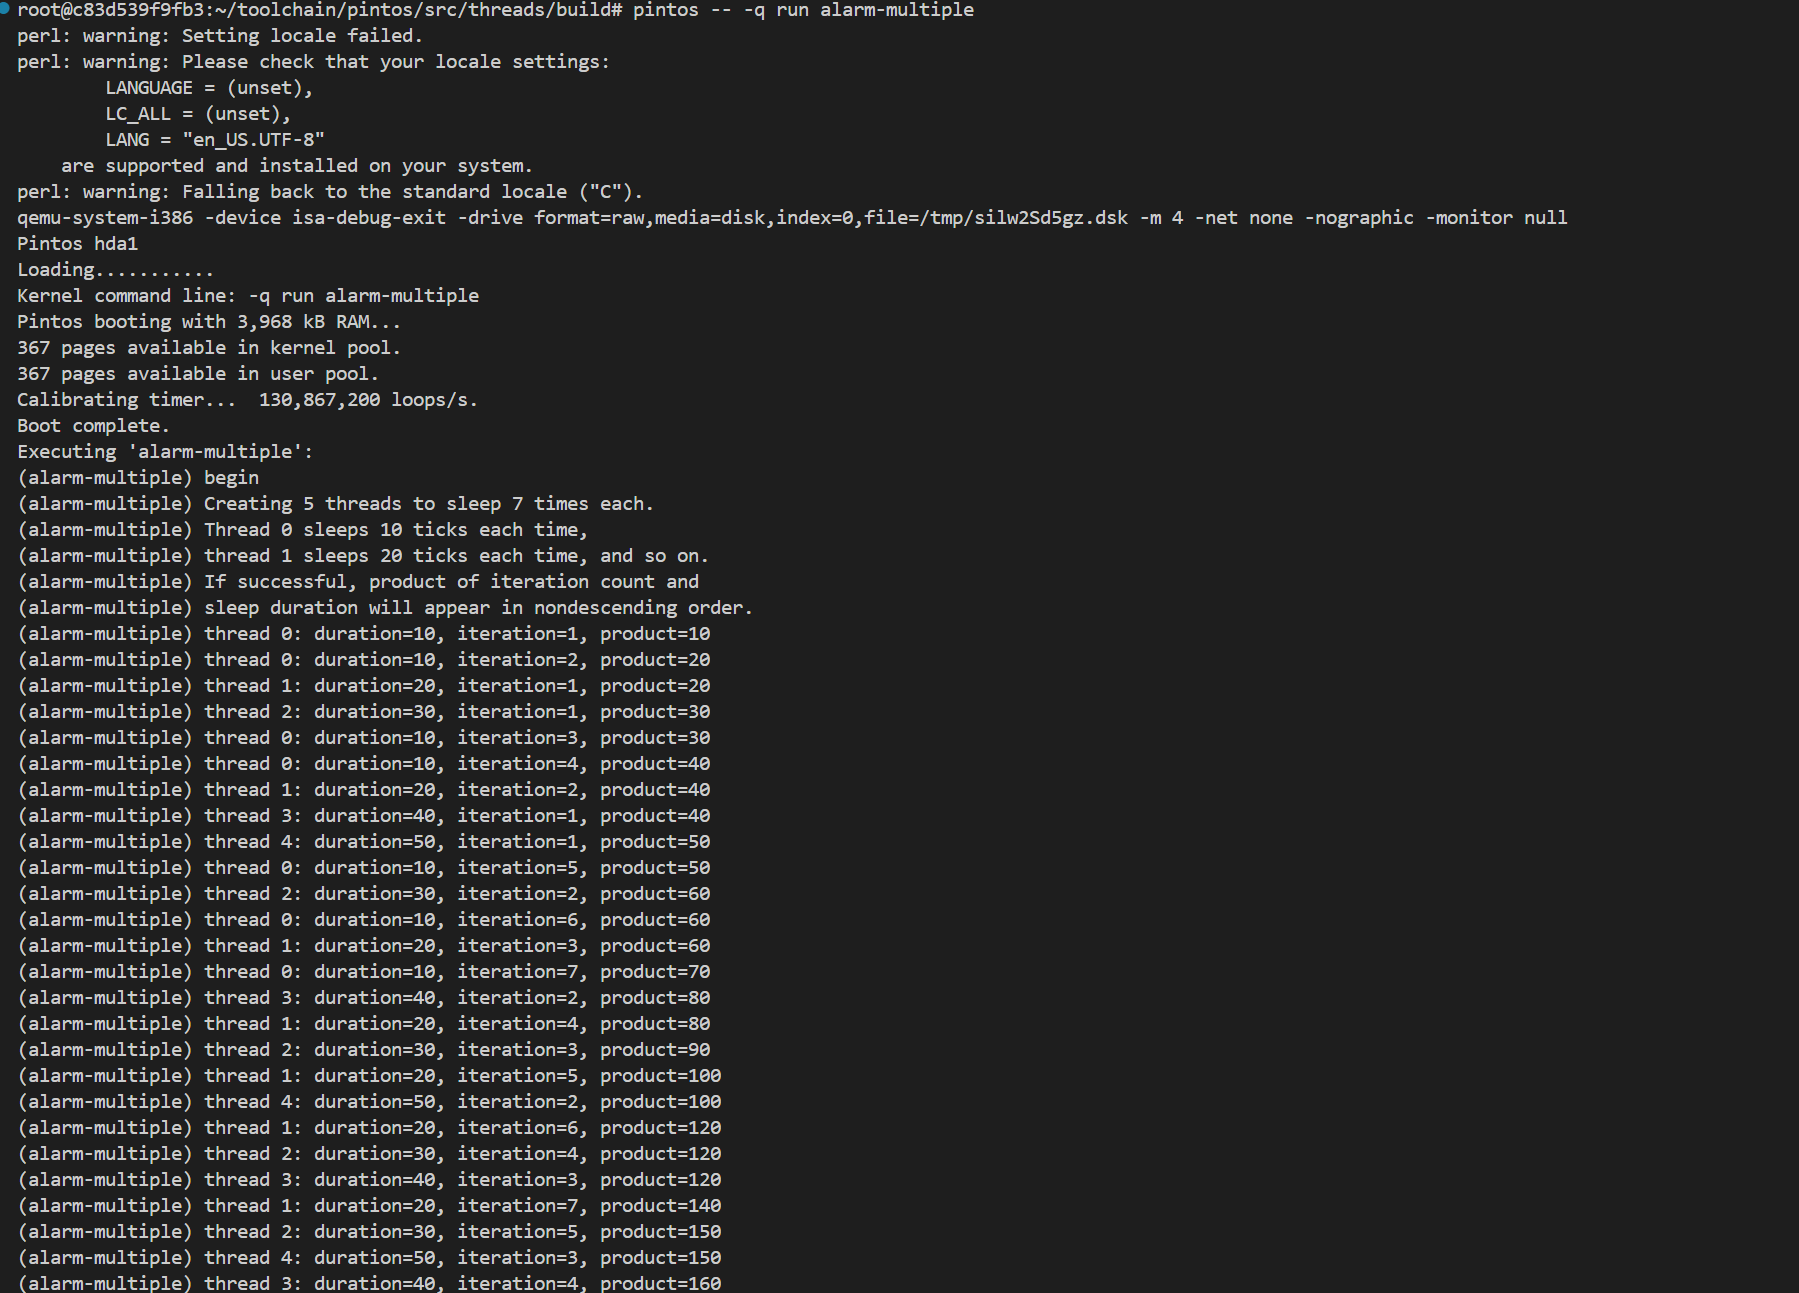 root@c83d539f9fb3:~/toolchain/pintos/src/threads/build# pintos -- -q run alarm-multiple
perl: warning: Setting locale failed.
perl: warning: Please check that your locale settings:
        LANGUAGE = (unset),
        LC_ALL = (unset),
        LANG = "en_US.UTF-8"
    are supported and installed on your system.
perl: warning: Falling back to the standard locale ("C").
qemu-system-i386 -device isa-debug-exit -drive format=raw,media=disk,index=0,file=/tmp/silw2Sd5gz.dsk -m 4 -net none -nographic -monitor null
Pintos hda1
Loading...........
Kernel command line: -q run alarm-multiple
Pintos booting with 3,968 kB RAM...
367 pages available in kernel pool.
367 pages available in user pool.
Calibrating timer...  130,867,200 loops/s.
Boot complete.
Executing 'alarm-multiple':
(alarm-multiple) begin
(alarm-multiple) Creating 5 threads to sleep 7 times each.
(alarm-multiple) Thread 0 sleeps 10 ticks each time,
(alarm-multiple) thread 1 sleeps 20 ticks each time, and so on.
(alarm-multiple) If successful, product of iteration count and
(alarm-multiple) sleep duration will appear in nondescending order.
(alarm-multiple) thread 0: duration=10, iteration=1, product=10
(alarm-multiple) thread 0: duration=10, iteration=2, product=20
(alarm-multiple) thread 1: duration=20, iteration=1, product=20
(alarm-multiple) thread 2: duration=30, iteration=1, product=30
(alarm-multiple) thread 0: duration=10, iteration=3, product=30
(alarm-multiple) thread 0: duration=10, iteration=4, product=40
(alarm-multiple) thread 1: duration=20, iteration=2, product=40
(alarm-multiple) thread 3: duration=40, iteration=1, product=40
(alarm-multiple) thread 4: duration=50, iteration=1, product=50
(alarm-multiple) thread 0: duration=10, iteration=5, product=50
(alarm-multiple) thread 2: duration=30, iteration=2, product=60
(alarm-multiple) thread 0: duration=10, iteration=6, product=60
(alarm-multiple) thread 1: duration=20, iteration=3, product=60
(alarm-multiple) thread 0: duration=10, iteration=7, product=70
(alarm-multiple) thread 3: duration=40, iteration=2, product=80
(alarm-multiple) thread 1: duration=20, iteration=4, product=80
(alarm-multiple) thread 2: duration=30, iteration=3, product=90
(alarm-multiple) thread 1: duration=20, iteration=5, product=100
(alarm-multiple) thread 4: duration=50, iteration=2, product=100
(alarm-multiple) thread 1: duration=20, iteration=6, product=120
(alarm-multiple) thread 2: duration=30, iteration=4, product=120
(alarm-multiple) thread 3: duration=40, iteration=3, product=120
(alarm-multiple) thread 1: duration=20, iteration=7, product=140
(alarm-multiple) thread 2: duration=30, iteration=5, product=150
(alarm-multiple) thread 4: duration=50, iteration=3, product=150
(alarm-multiple) thread 3: duration=40, iteration=4, product=160